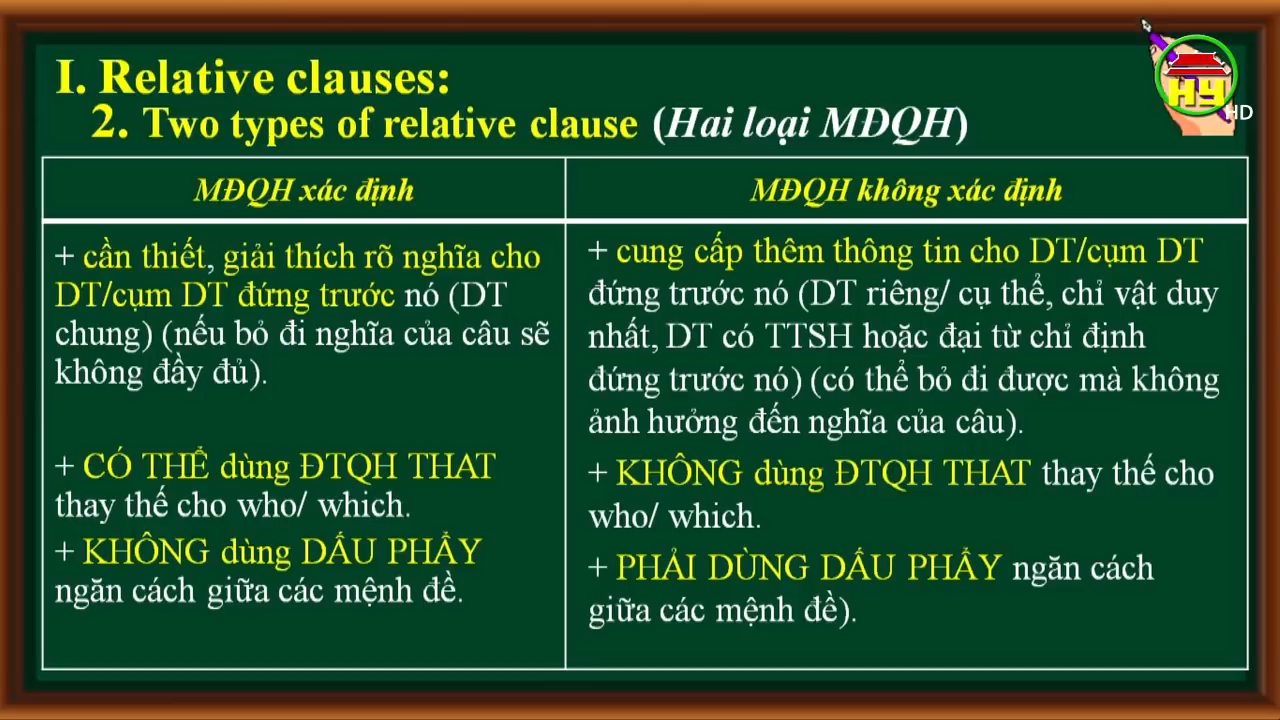 I. Relative clauses:
2. Two types of relative clause (Hai loại MĐQH)
HY
HD
MĐQH xác định
MĐQH không xác định
+ cần thiết, giải thích rõ nghĩa cho
DT/cụm DT đứng trước nó (DT
chung) (nếu bỏ đi nghĩa của câu sẽ
không đầy đủ).
+ CÓ THỂ dùng ĐTQH THAT
thay thế cho who/ which.
+ KHÔNG dùng DẤU PHẨY
ngăn cách giữa các mệnh đề.
+ cung cấp thêm thông tin cho DT/cụm DT
đứng trước nó (DT riêng/ cụ thể, chỉ vật duy
nhất, DT có TTSH hoặc đại từ chỉ định
đứng trước nó) (có thể bỏ đi được mà không
ảnh hưởng đến nghĩa của câu).
+ KHÔNG dùng ĐTQH THAT thay thế cho
who/ which.
+ PHẢI DÙNG DẤU PHẨY ngăn cách
giữa các mệnh đề).